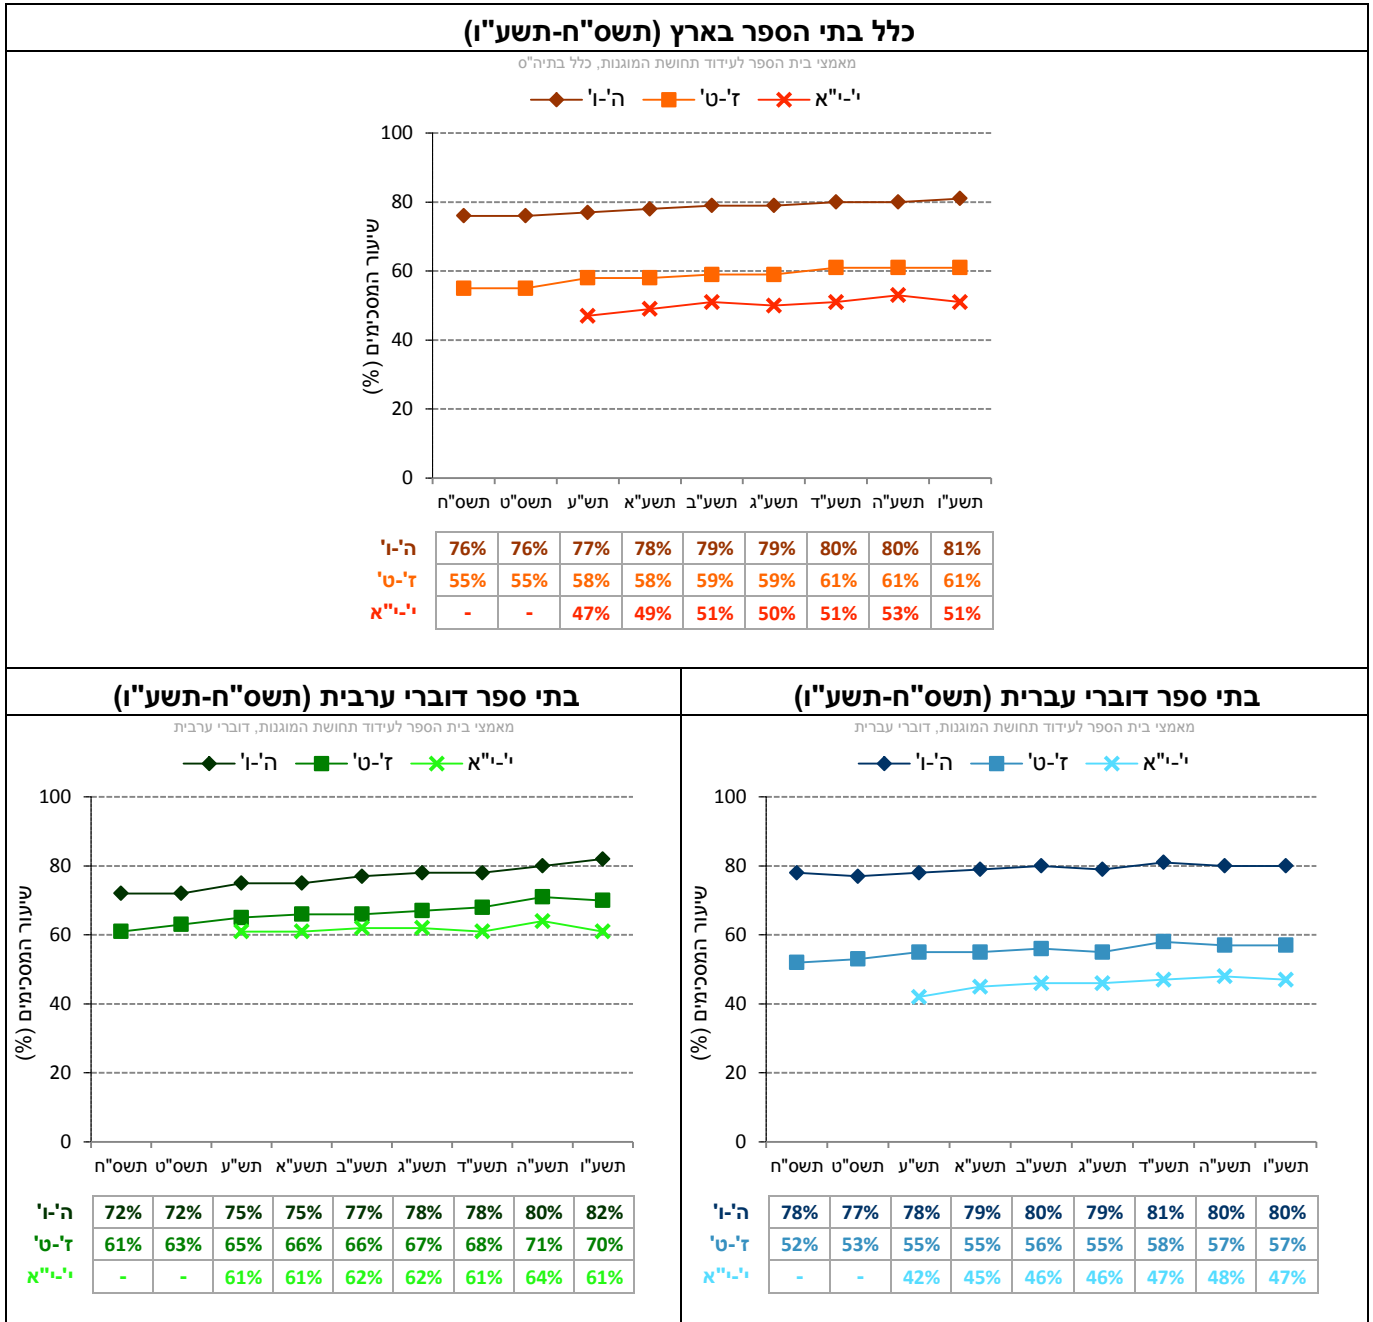 כלל בתי הספר בארץ (תשס"ח-תשע"ו)
מאמצי בית הספר לעידוד תחושת המוגנות, כלל בתיה"ס
ה'-ו' ז'-ט' י'-י"א
שיעור המסכימים (%)
100
80
60
40
20
0
תשס"ח תשס"ט תש"ע תשע"א תשע"ב תשע"ג תשע"ד תשע"ה תשע"ו
ה'-ו' 76% 76% 77% 78% 79% 79% 80% 80% 81%
ז'-ט' 55% 55% 58% 58% 59% 59% 61% 61% 61%
י'-י"א - - 47% 49% 51% 50% 51% 53% 51%
בתי ספר דוברי עברית (תשס"ח-תשע"ו)
מאמצי בית הספר לעידוד תחושת המוגנות, דוברי עברית
ה'-ו' ז'-ט' י'-י"א
שיעור המסכימים (%)
100
80
60
40
20
0
תשס"ח תשס"ט תש"ע תשע"א תשע"ב תשע"ג תשע"ד תשע"ה תשע"ו
ה'-ו' 78% 77% 78% 79% 80% 79% 81% 80% 80%
ז'-ט' 52% 53% 55% 55% 56% 55% 58% 57% 57%
י'-י"א - - 42% 45% 46% 46% 47% 48% 47%
בתי ספר דוברי ערבית (תשס"ח-תשע"ו)
מאמצי בית הספר לעידוד תחושת המוגנות, דוברי ערבית
ה'-ו' ז'-ט' י'-י"א
שיעור המסכימים (%)
100
80
60
40
20
0
תשס"ח תשס"ט תש"ע תשע"א תשע"ב תשע"ג תשע"ד תשע"ה תשע"ו
ה'-ו' 72% 72% 75% 75% 77% 78% 78% 80% 82%
ז'-ט' 61% 63% 65% 66% 66% 67% 68% 71% 70%
י'-י"א - - 61% 61% 62% 62% 61% 64% 61%